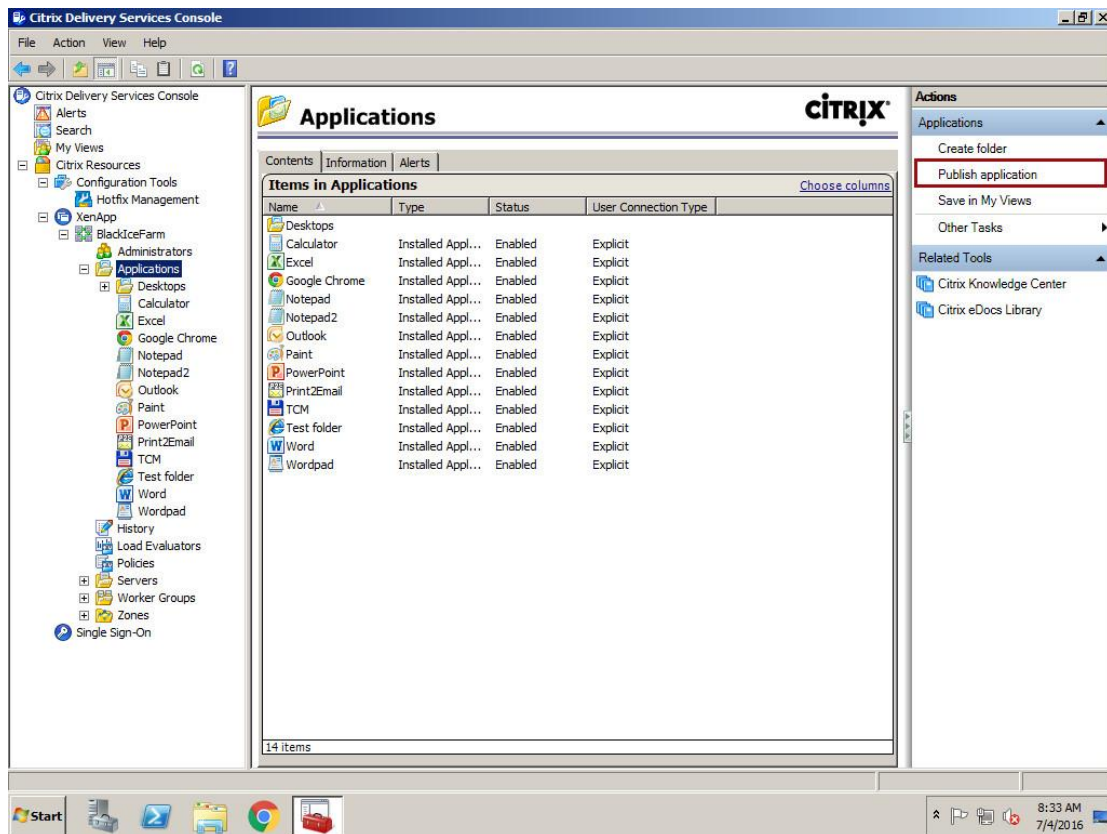 Citrix Delivery Services Console
File Action View Help
Citrix Delivery Services Console
Alerts
Search
My Views
Citrix Resources
Configuration Tools
Hotfix Management
XenApp
BlackIceFarm
Administrators
Applications
Desktops
Calculator
Excel
Google Chrome
Notepad
Notepad2
Outlook
Paint
PowerPoint
Print2Email
TCM
Test folder
Word
Wordpad
History
Load Evaluators
Policies
Servers
Worker Groups
Zones
Single Sign-On
Applications
CITRIX
Contents Information Alerts
Items in Applications Choose columns
Name Type Status User Connection Type
Desktops
Calculator Installed Appl... Enabled Explicit
Excel Installed Appl... Enabled Explicit
Google Chrome Installed Appl... Enabled Explicit
Notepad Installed Appl... Enabled Explicit
Notepad2 Installed Appl... Enabled Explicit
Outlook Installed Appl... Enabled Explicit
Paint Installed Appl... Enabled Explicit
PowerPoint Installed Appl... Enabled Explicit
Print2Email Installed Appl... Enabled Explicit
TCM Installed Appl... Enabled Explicit
Test folder Installed Appl... Enabled Explicit
Word Installed Appl... Enabled Explicit
Wordpad Installed Appl... Enabled Explicit
14 items
Actions
Applications
Create folder
Publish application
Save in My Views
Other Tasks
Related Tools
Citrix Knowledge Center
Citrix eDocs Library
Start
8:33 AM
7/4/2016